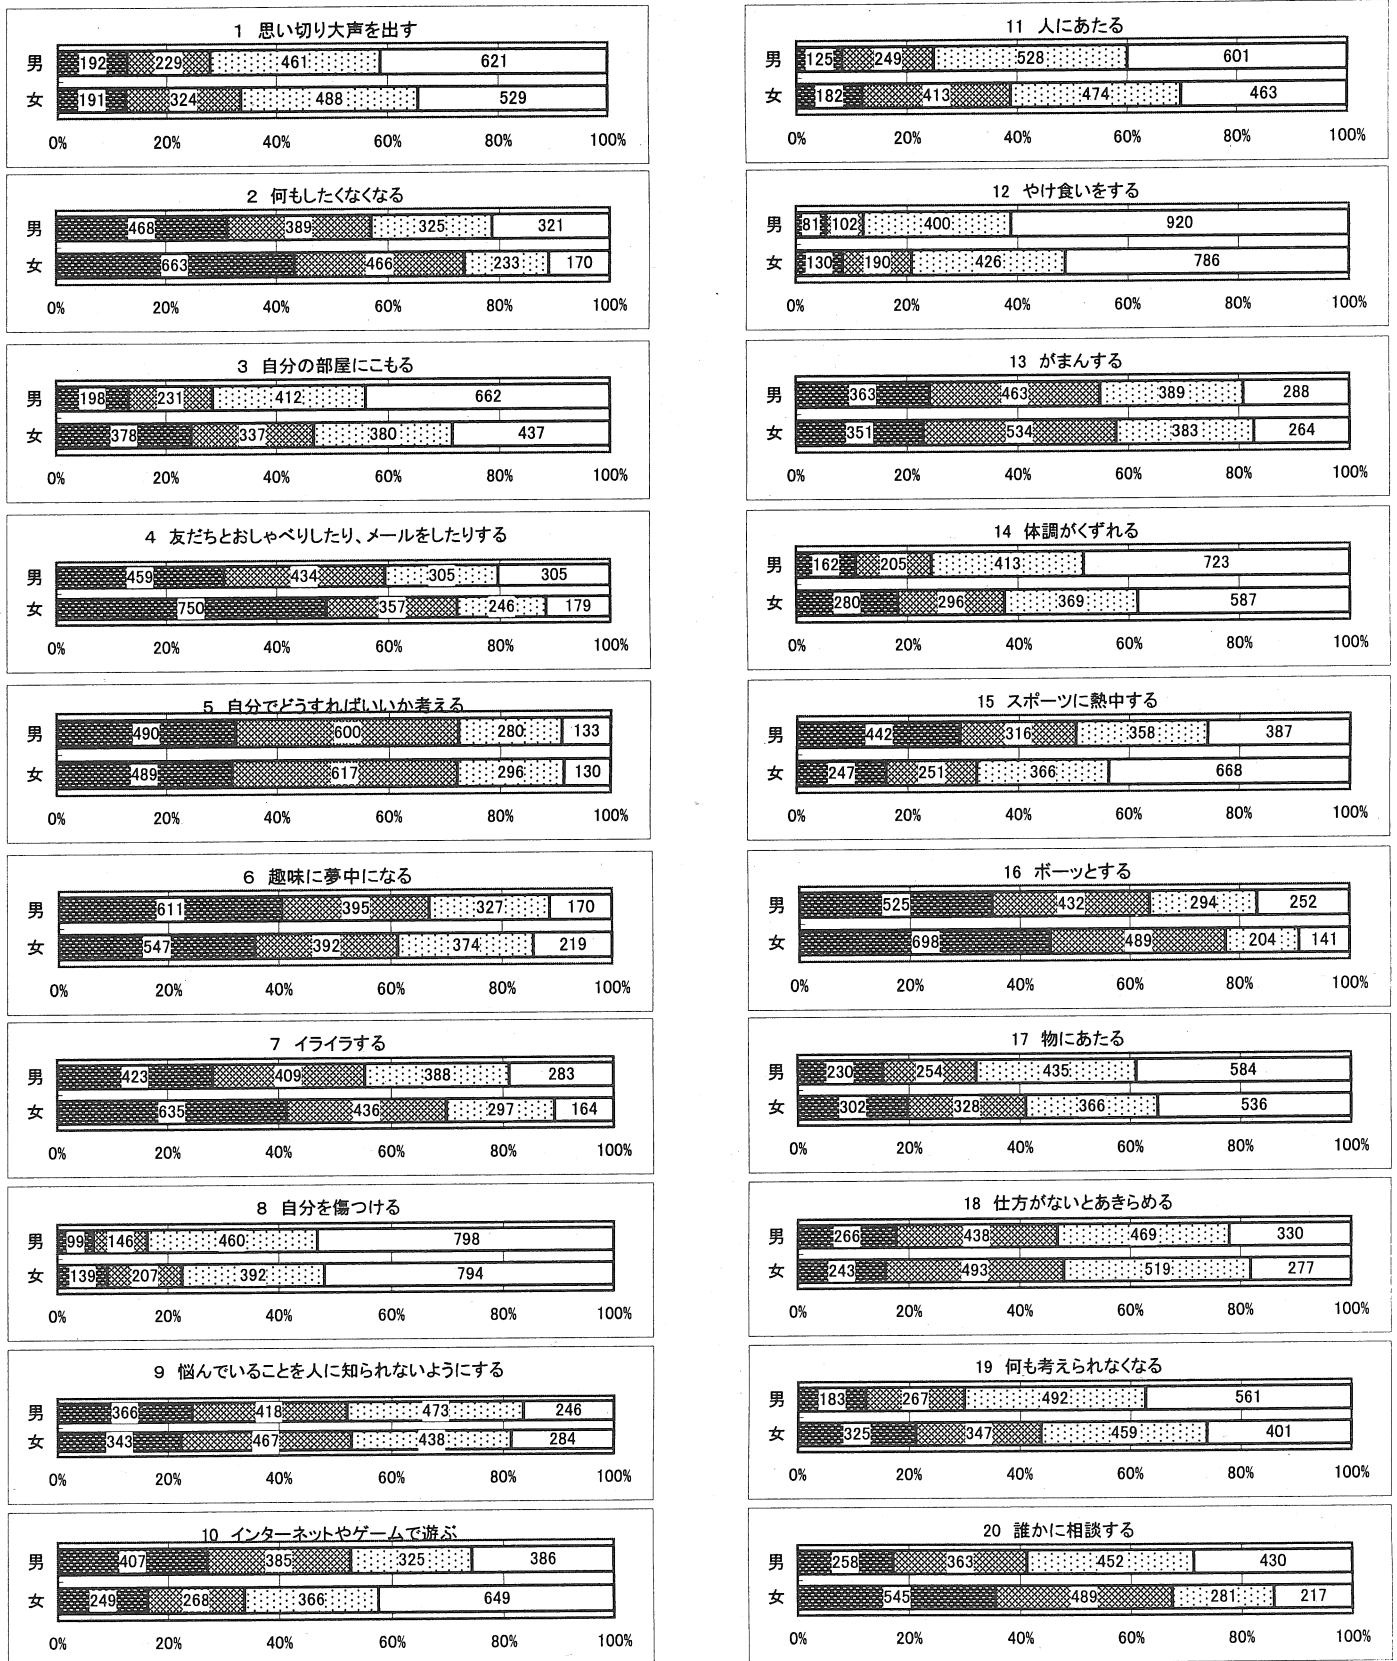 1 思い切り大声を出す
男 192 229 461 621
女 191 324 488 529
0% 20% 40% 60% 80% 100%
2 何もしたくなくなる
男 468 389 325 321
女 663 466 233 170
0% 20% 40% 60% 80% 100%
3 自分の部屋にこもる
男 198 231 412 662
女 378 337 380 437
0% 20% 40% 60% 80% 100%
4 友だちとおしゃべりしたり、メールをしたりする
男 459 434 305 305
女 750 357 246 179
0% 20% 40% 60% 80% 100%
5 自分でどうすればいいか考える
男 490 600 280 133
女 489 617 296 130
0% 20% 40% 60% 80% 100%
6 趣味に夢中になる
男 611 395 327 170
女 547 392 374 219
0% 20% 40% 60% 80% 100%
7 イライラする
男 423 409 388 283
女 635 436 297 164
0% 20% 40% 60% 80% 100%
8 自分を傷つける
男 99 146 460 798
女 139 207 392 794
0% 20% 40% 60% 80% 100%
9 悩んでいることを人に知られないようにする
男 366 418 473 246
女 343 467 438 284
0% 20% 40% 60% 80% 100%
10 インターネットやゲームで遊ぶ
男 407 385 325 386
女 249 268 366 649
0% 20% 40% 60% 80% 100%
11 人にあたる
男 125 249 528 601
女 182 413 474 463
0% 20% 40% 60% 80% 100%
12 やけ食いをする
男 81 102 400 920
女 130 190 426 786
0% 20% 40% 60% 80% 100%
13 がまんする
男 363 463 389 288
女 351 534 383 264
0% 20% 40% 60% 80% 100%
14 体調がくずれる
男 162 205 413 723
女 280 296 369 587
0% 20% 40% 60% 80% 100%
15 スポーツに熱中する
男 442 316 358 387
女 247 251 366 668
0% 20% 40% 60% 80% 100%
16 ボーッとする
男 525 432 294 252
女 698 489 204 141
0% 20% 40% 60% 80% 100%
17 物にあたる
男 230 254 435 584
女 302 328 366 536
0% 20% 40% 60% 80% 100%
18 仕方がないとあきらめる
男 266 438 469 330
女 243 493 519 277
0% 20% 40% 60% 80% 100%
19 何も考えられなくなる
男 183 267 492 561
女 325 347 459 401
0% 20% 40% 60% 80% 100%
20 誰かに相談する
男 258 363 452 430
女 545 489 281 217
0% 20% 40% 60% 80% 100%